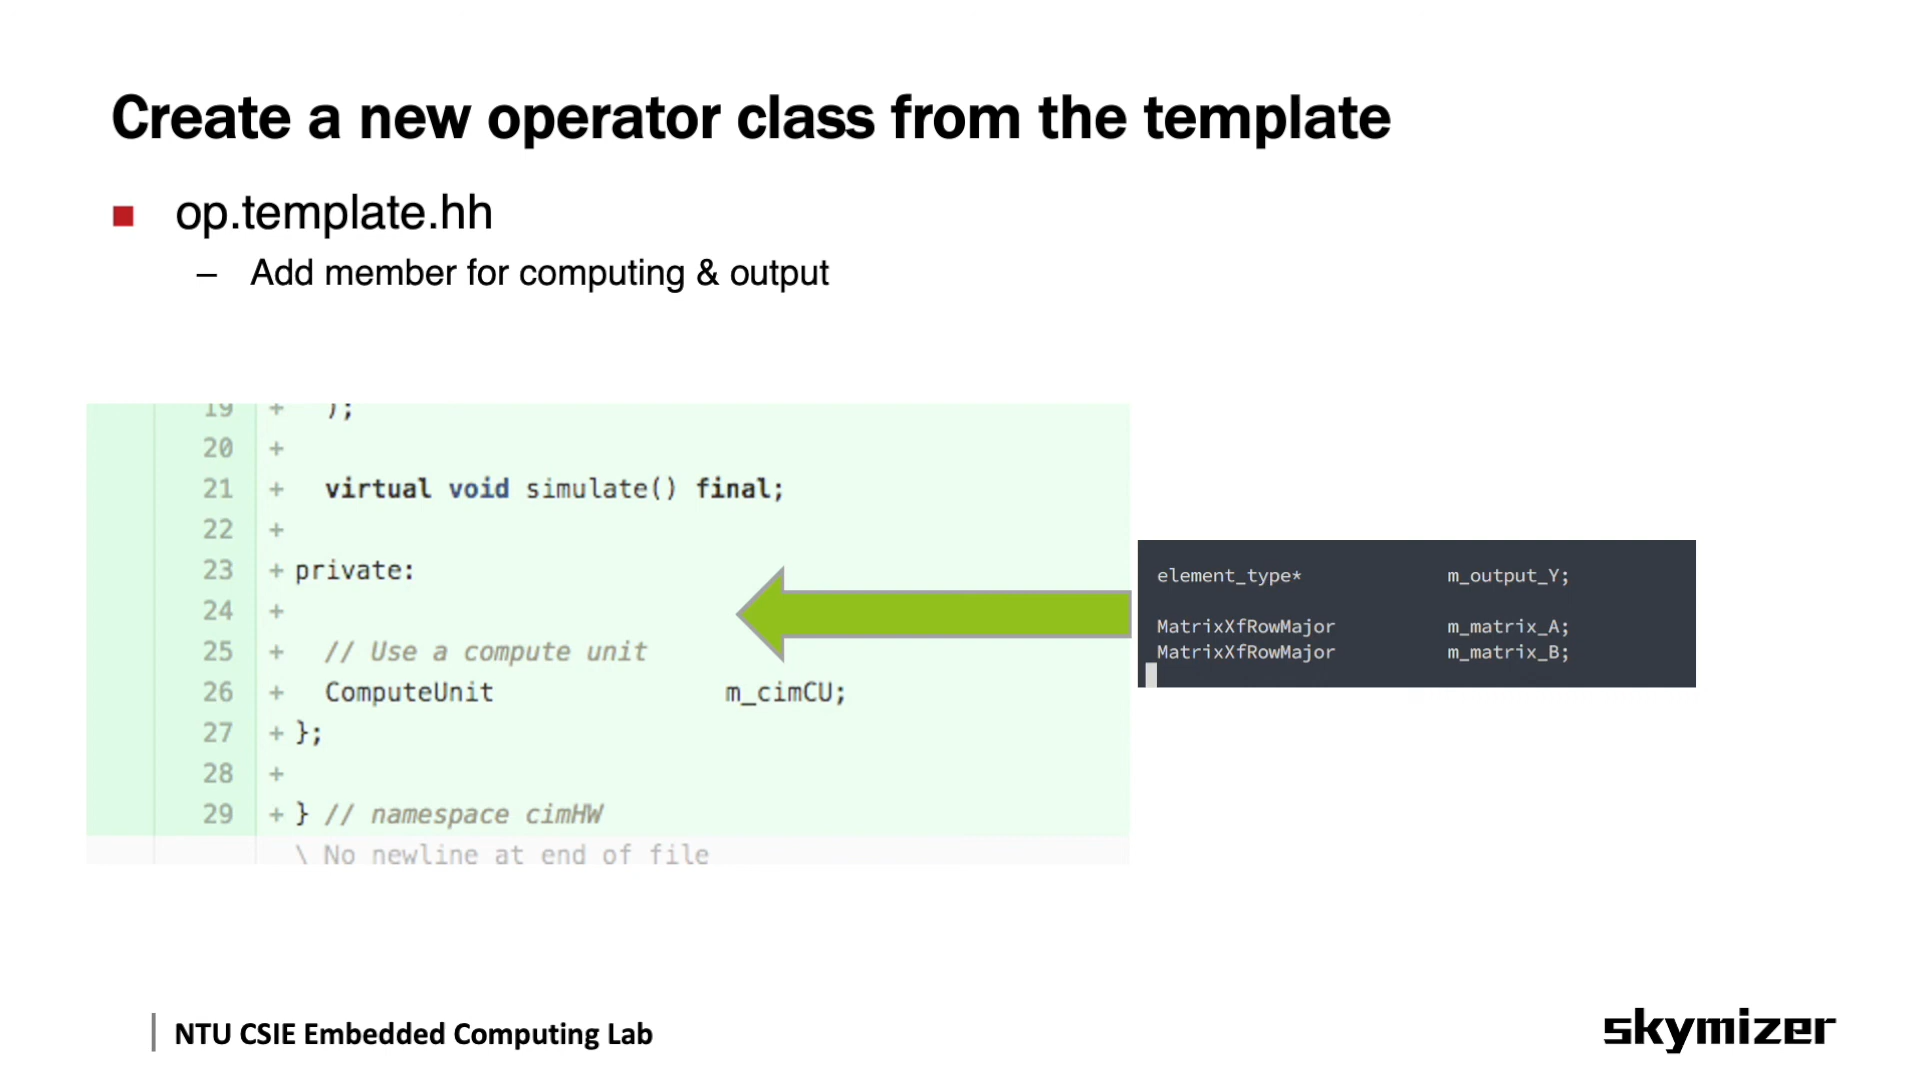 Create a new operator class from the template
■ op.template.hh
– Add member for computing & output
19 + );
20 +
21 + virtual void simulate() final;
22 +
23 + private:
24 +
25 + // Use a compute unit
26 + ComputeUnit m_cimCU;
27 + };
28 +
29 + } // namespace cimHW
\ No newline at end of file
element_type* m_output_Y;
MatrixXfRowMajor m_matrix_A;
MatrixXfRowMajor m_matrix_B;
NTU CSIE Embedded Computing Lab
skymizer